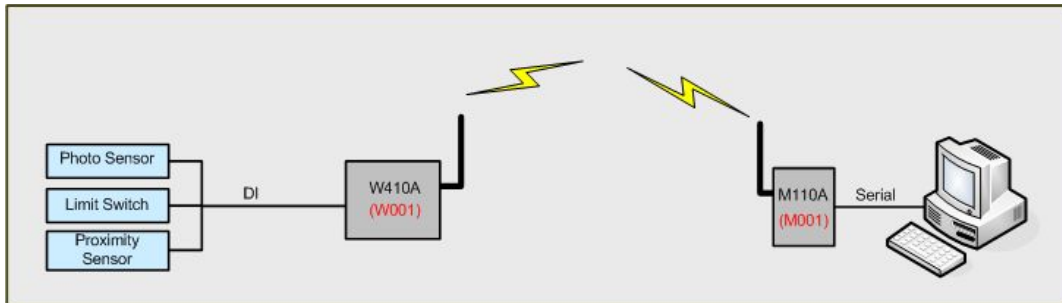 Photo Sensor
Limit Switch
Proximity
Sensor
DI
W410A
(W001)
M110A
(M001)
Serial